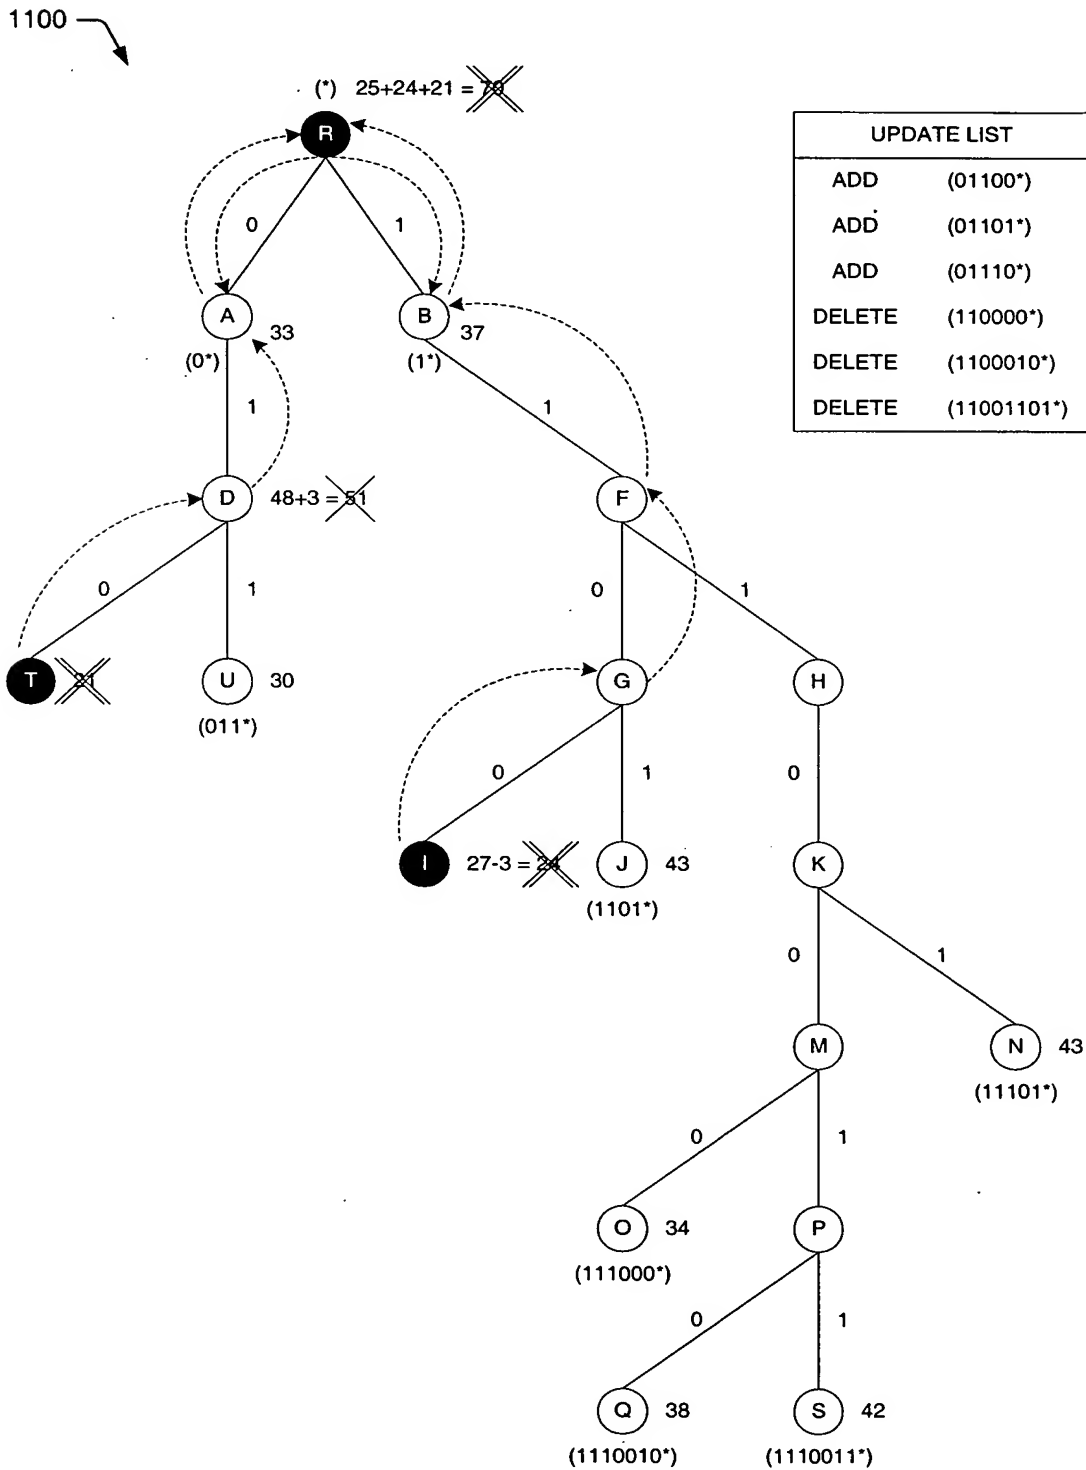 1100
(*) 25+24+21 = 70
R
UPDATE LIST
ADD (01100*)
ADD (01101*)
ADD (01110*)
DELETE (110000*)
DELETE (1100010*)
DELETE (11001101*)
0
1
A
33
B
37
(0*)
(1*)
1
1
D
48+3 = 51
F
0
1
0
1
T
21
U
30
G
H
(011*)
0
1
0
I
27-3 = 24
J
43
K
(1101*)
0
1
M
N
43
(11101*)
0
1
O
34
P
(111000*)
0
1
Q
38
S
42
(1110010*)
(1110011*)